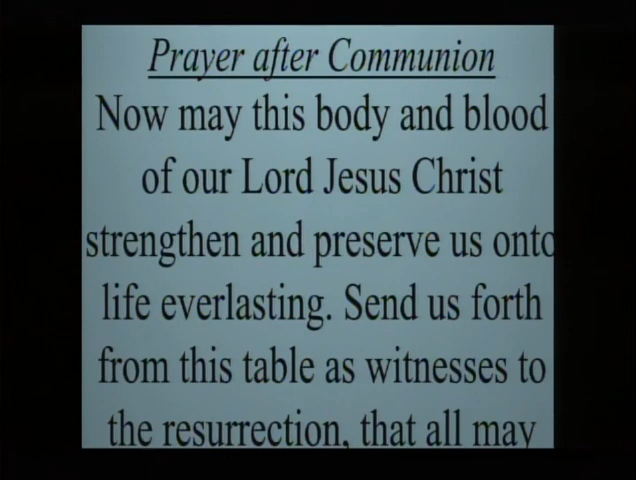 Prayer after Communion
Now may this body and blood
of our Lord Jesus Christ
strengthen and preserve us onto
life everlasting. Send us forth
from this table as witnesses to
the resurrection, that all may